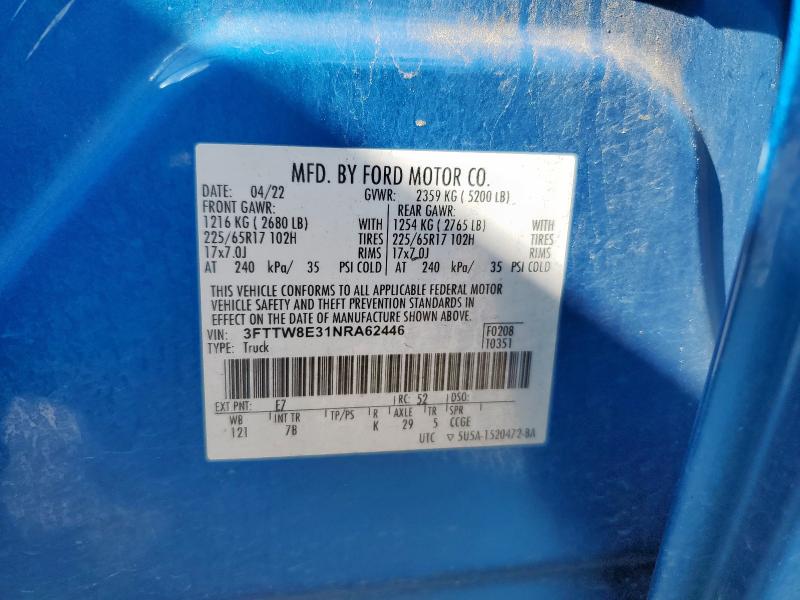 MFD. BY FORD MOTOR CO.
DATE: 04/22 GVWR: 2359 KG ( 5200 LB)
FRONT GAWR: REAR GAWR:
1216 KG ( 2680 LB) WITH 1254 KG ( 2765 LB) WITH
225/65R17 102H TIRES 225/65R17 102H TIRES
17x7.0J RIMS 17x7.0J RIMS
AT 240 kPa/ 35 PSI COLD AT 240 kPa/ 35 PSI COLD
THIS VEHICLE CONFORMS TO ALL APPLICABLE FEDERAL MOTOR
VEHICLE SAFETY AND THEFT PREVENTION STANDARDS IN
EFFECT ON THE DATE OF MANUFACTURE SHOWN ABOVE.
VIN: 3FTTW8E31NRA62446 F0208
TYPE: Truck T0351
EXT PNT: E7 RC: 52 DSO:
WB INT TR TP/PS R AXLE TR SPR
121 7B K 29 5 CCGE
UTC ▽ 5U5A-1520472-BA